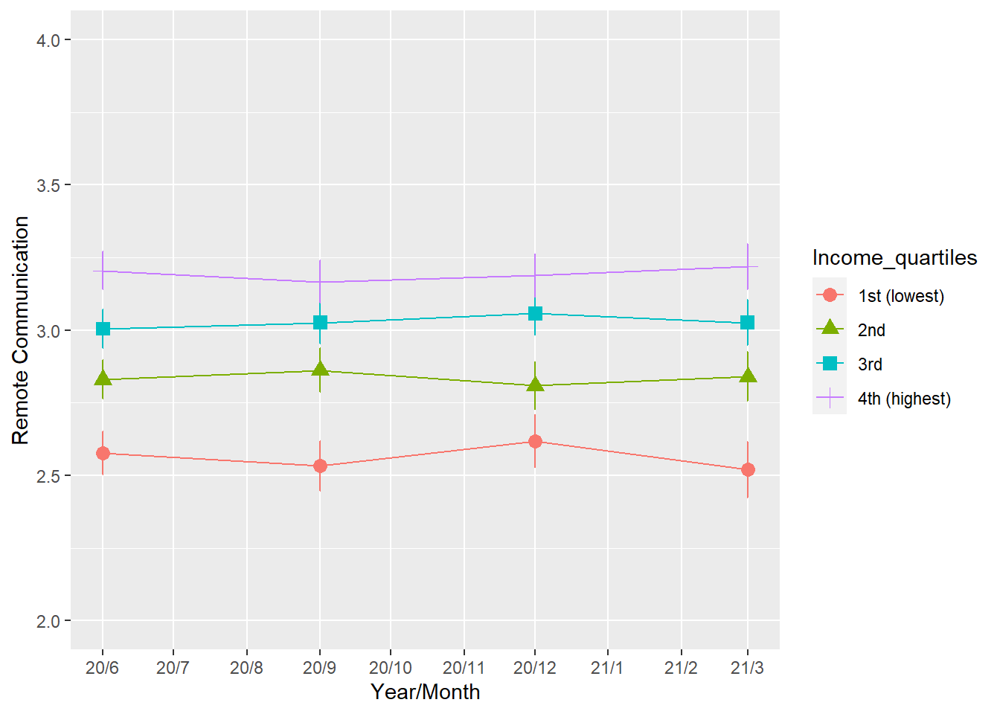 4.0
3.5
3.0
2.5
2.0
Remote Communication
20/6 20/7 20/8 20/9 20/10 20/11 20/12 21/1 21/2 21/3
Year/Month
Income_quartiles
1st (lowest)
2nd
3rd
4th (highest)